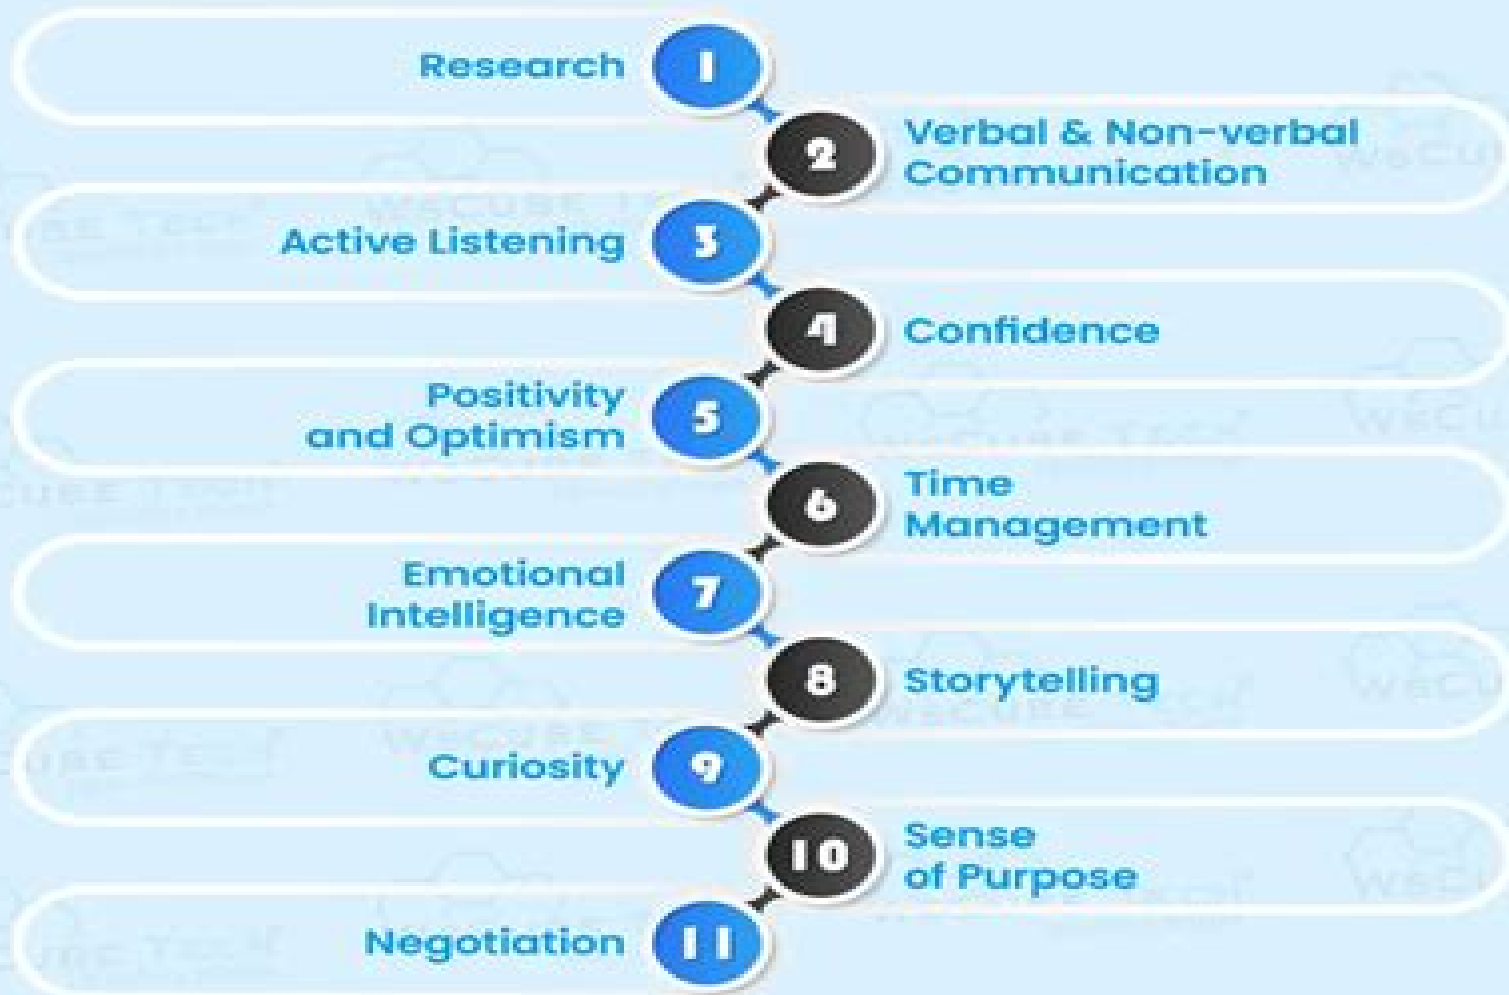 1
Research
2
Verbal & Non-verbal
Communication
3
Active Listening
4
Confidence
5
Positivity
and Optimism
6
Time
Management
7
Emotional
Intelligence
8
Storytelling
9
Curiosity
10
Sense
of Purpose
11
Negotiation